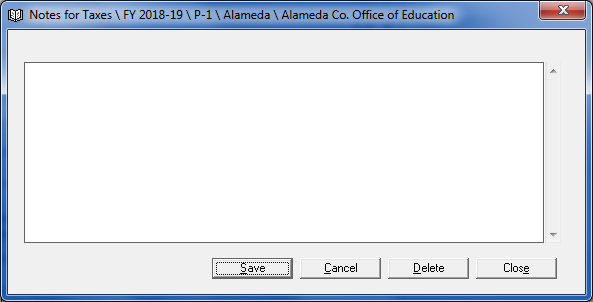 Notes for Taxes \ FY 2018-19 \ P-1 \ Alameda \ Alameda Co. Office of Education
Save Cancel Delete Close